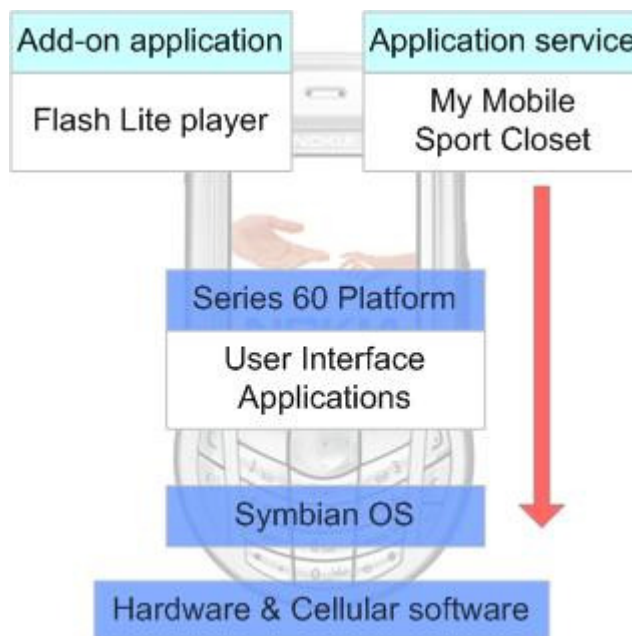 Add-on application
Application service
Flash Lite player
My Mobile
Sport Closet
Series 60 Platform
User Interface
Applications
Symbian OS
Hardware & Cellular software